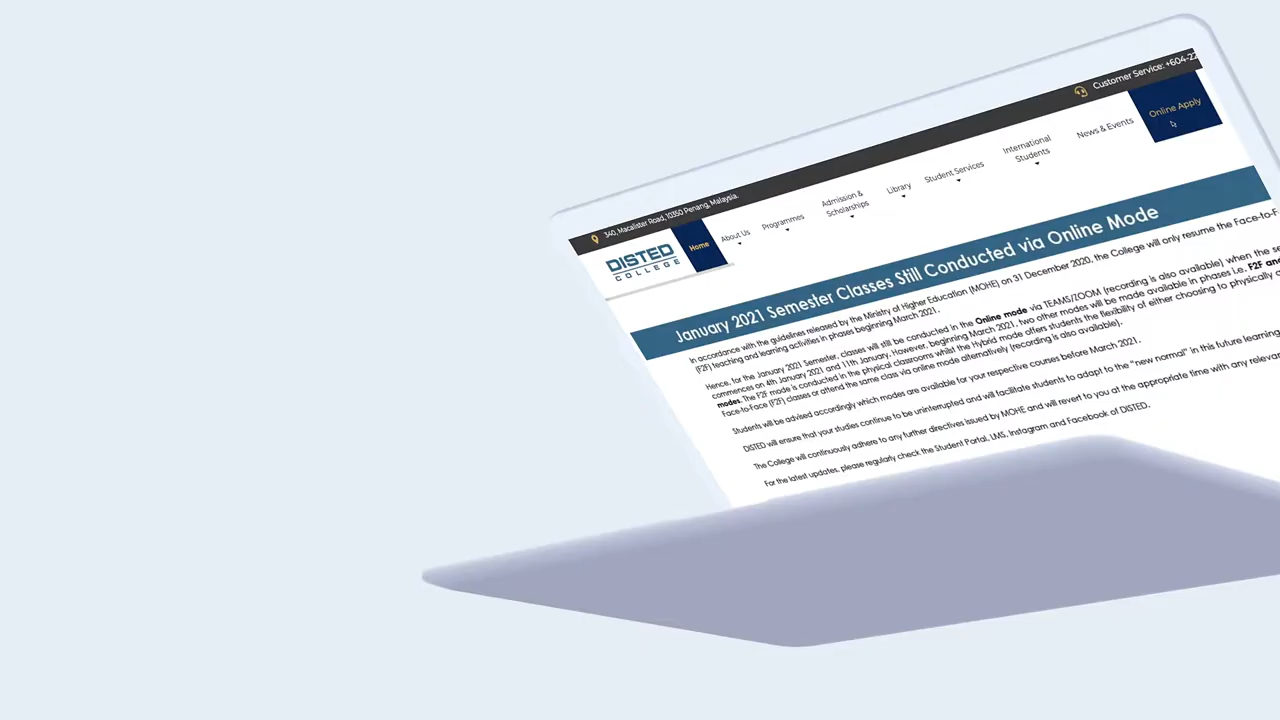 340, Macalister Road, 10350 Penang, Malaysia.
Customer Service: +604-22
DISTED
COLLEGE
Home
About Us
Programmes
Admission &
Scholarships
Library
Student Services
International
Students
News & Events
Online Apply
January 2021 Semester Classes Still Conducted via Online Mode
In accordance with the guidelines released by the Ministry of Higher Education (MOHE) on 31 December 2020, the College will only resume the Face-to-F
(F2F) teaching and learning activities in phases beginning March 2021.
Hence, for the January 2021 Semester, classes will still be conducted in the Online mode via TEAMS/ZOOM (recording is also available) when the se
commences on 4th January 2021 and 11th January. However, beginning March 2021, two other modes will be made available in phases i.e. F2F and
modes. The F2F mode is conducted in the physical classrooms whilst the Hybrid mode offers students the flexibility of either choosing to physically
Face-to-Face (F2F) classes or attend the same class via online mode alternatively (recording is also available).
Students will be advised accordingly which modes are available for your respective courses before March 2021.
DISTED will ensure that your studies continue to be uninterrupted and will facilitate students to adapt to the "new normal" in this future learning
The College will continuously adhere to any further directives issued by MOHE and will revert to you at the appropriate time with any releva
For the latest updates, please regularly check the Student Portal, LMS, Instagram and Facebook of DISTED.